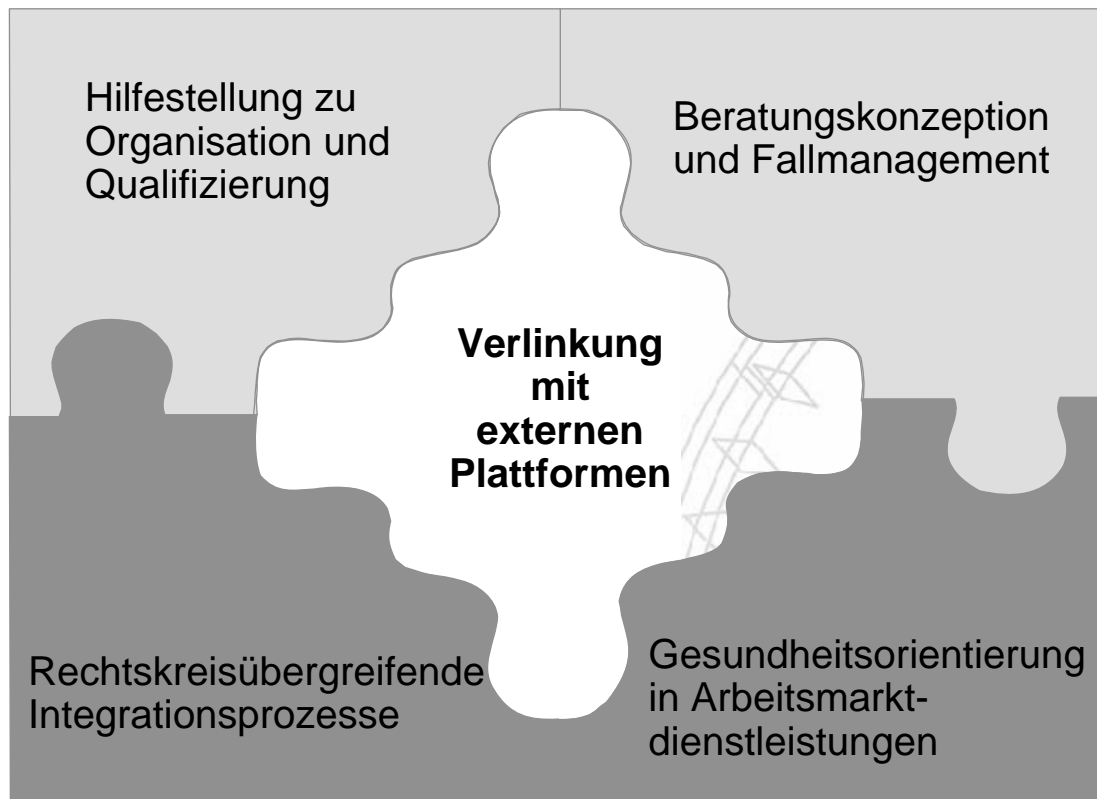 Hilfestellung zu
Organisation und
Qualifizierung
Beratungskonzeption
und Fallmanagement
Verlinkung
mit
externen
Plattformen
Rechtskreisübergreifende
Integrationsprozesse
Gesundheitsorientierung
in Arbeitsmarkt-
dienstleistungen